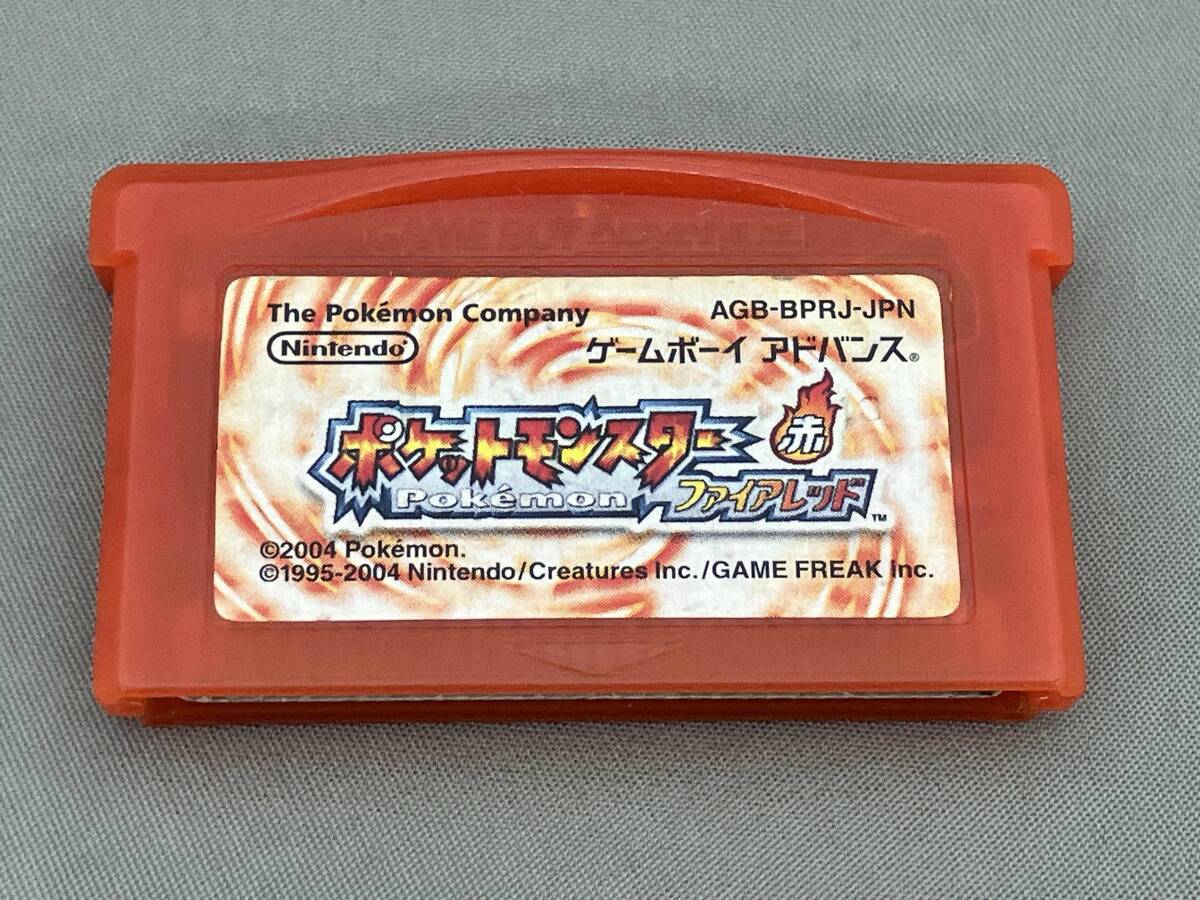 GAME BOY ADVANCE
The Pokémon Company
AGB-BPRJ-JPN
Nintendo
ゲームボーイ アドバンス®
ポケットモンスター
赤
Pokémon
ファイアレッド™
©2004 Pokémon.
©1995-2004 Nintendo/Creatures Inc./GAME FREAK inc.